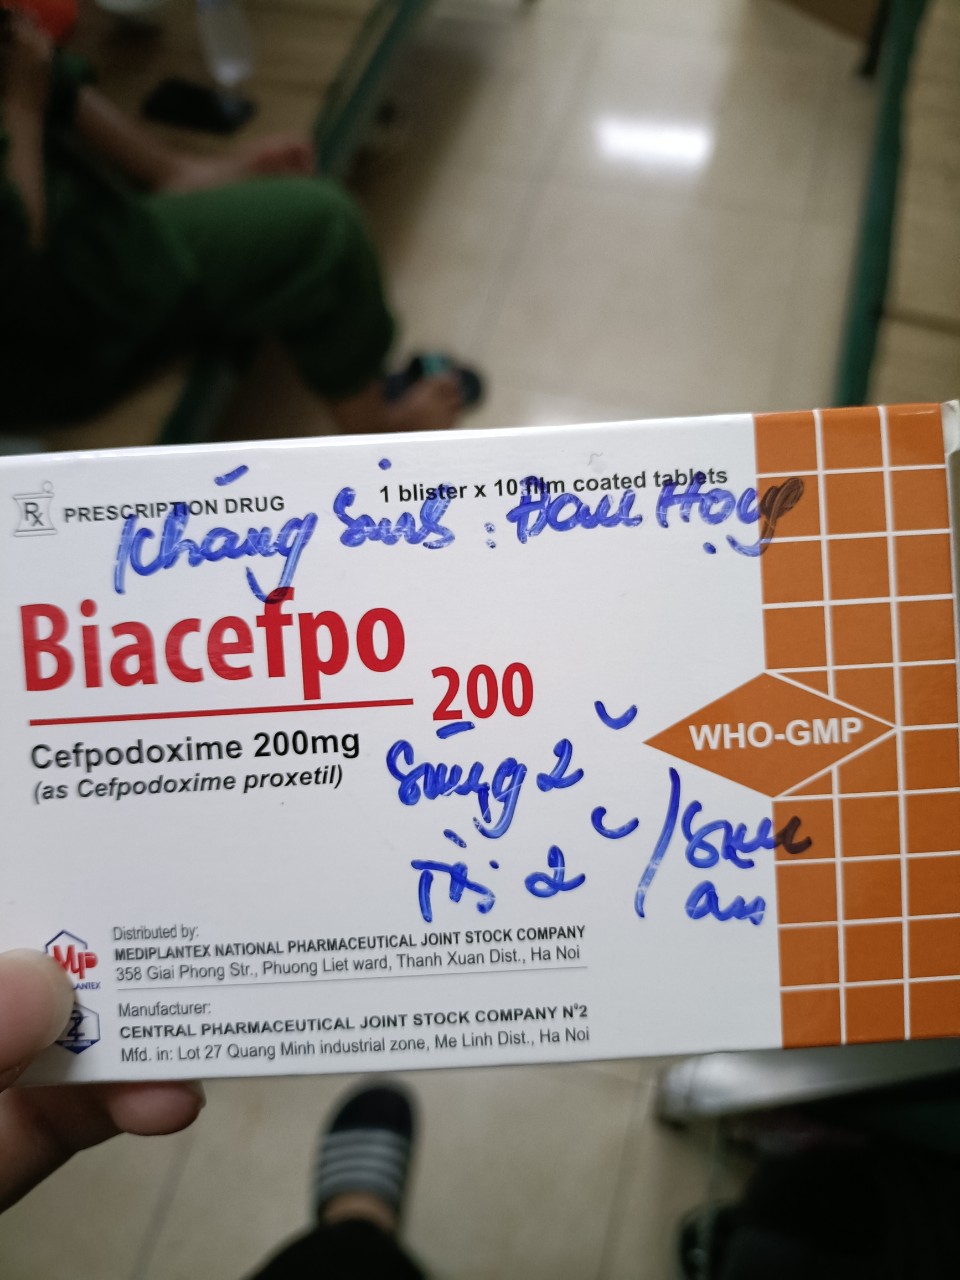 Rx PRESCRIPTION DRUG
1 blister x 10 film coated tablets
Kháng Sinh : Đau Họng
Biacefpo 200
Cefpodoxime 200mg
(as Cefpodoxime proxetil)
WHO-GMP
Sáng 2
Tối 2 / Sau
ăn
Distributed by:
MEDIPLANTEX NATIONAL PHARMACEUTICAL JOINT STOCK COMPANY
358 Giai Phong Str., Phuong Liet ward, Thanh Xuan Dist., Ha Noi
MP
ANTEX
Manufacturer:
CENTRAL PHARMACEUTICAL JOINT STOCK COMPANY Nº2
Mfd. in: Lot 27 Quang Minh industrial zone, Me Linh Dist., Ha Noi